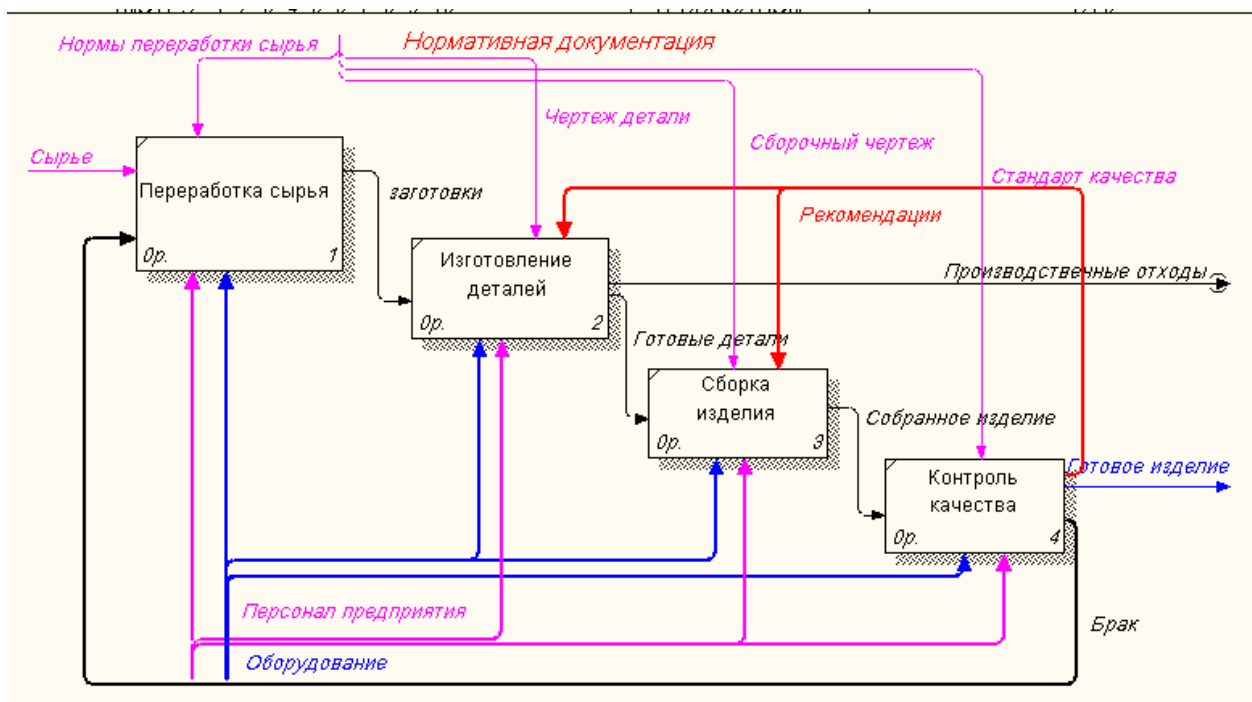 Нормы переработки сырья
Нормативная документация
Чертеж детали
Сборочный чертеж
Сырье
Стандарт качества
Переработка сырья
заготовки
0р.
1
Рекомендации
Изготовление
деталей
0р.
2
Производственные отходы
Готовые детали
Сборка
изделия
0р.
3
Собранное изделие
Контроль
качества
0р.
4
Готовое изделие
Персонал предприятия
Брак
Оборудование